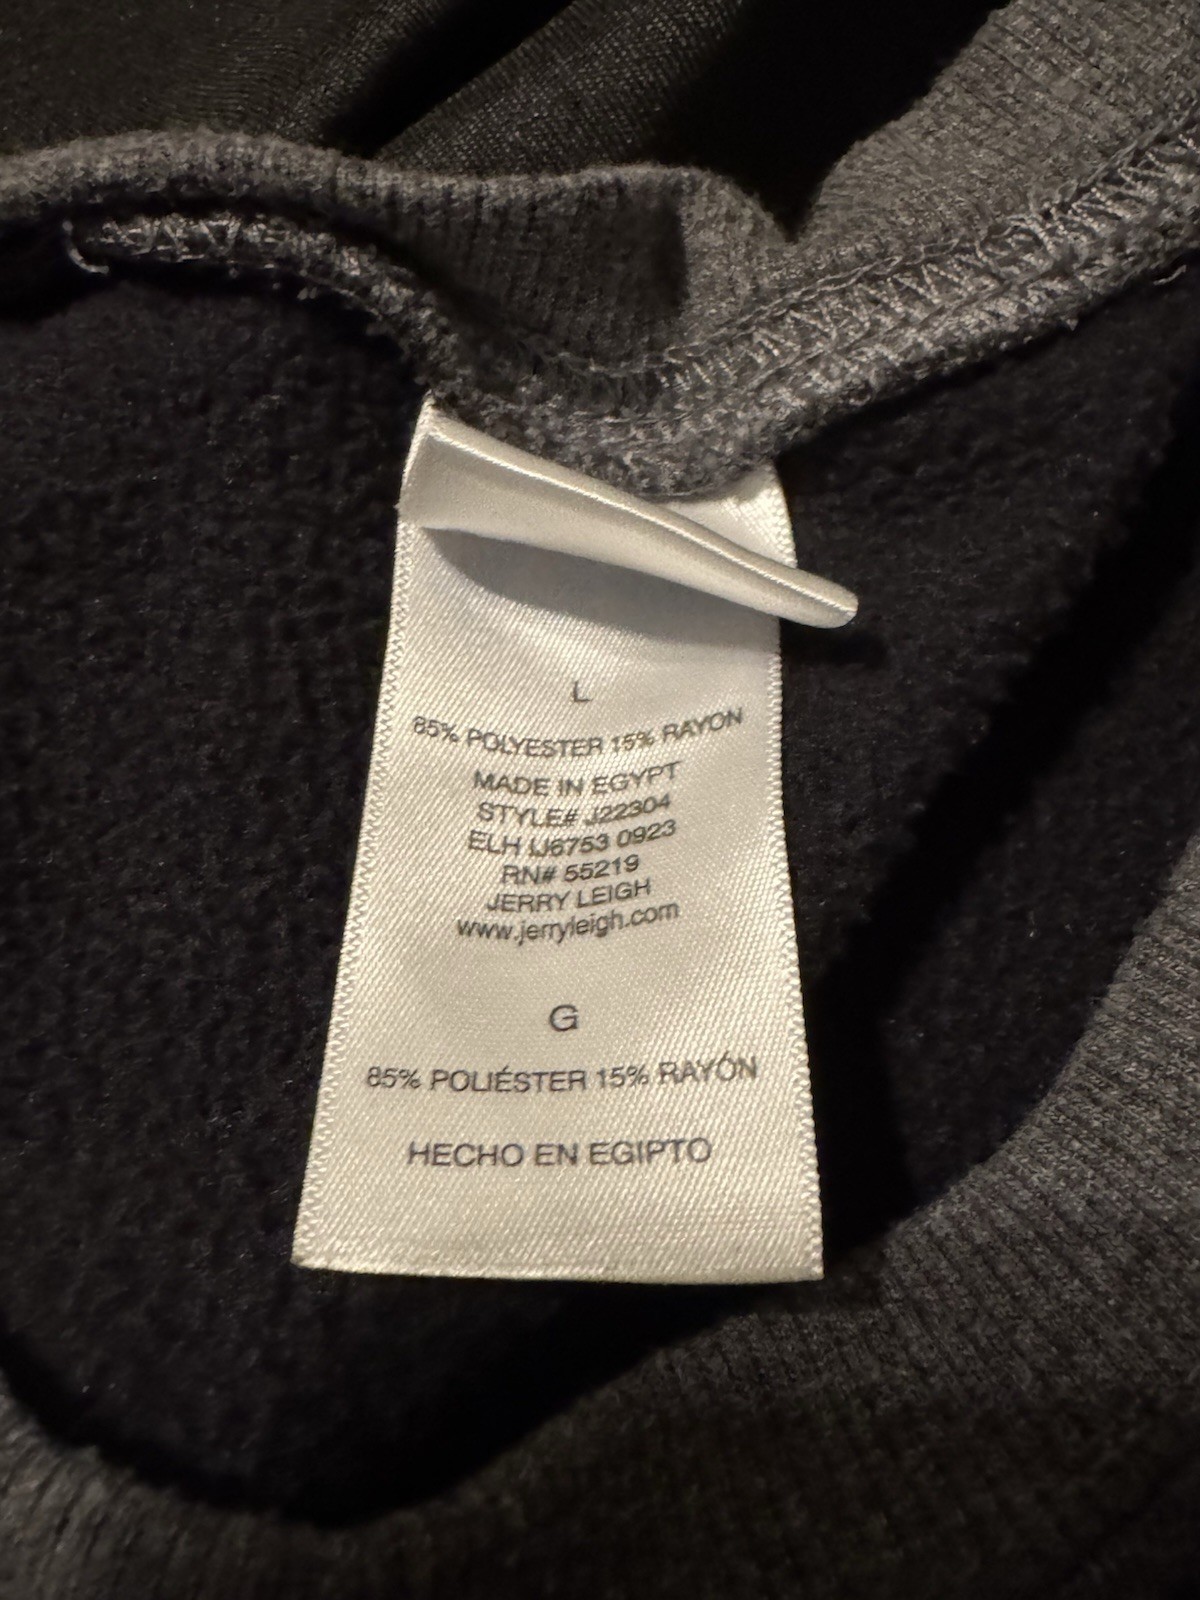 L
85% POLYESTER 15% RAYON
MADE IN EGYPT
STYLE# J22304
ELH IJ6753 0923
RN# 55219
JERRY LEIGH
www.jerryleigh.com
G
85% POLIÉSTER 15% RAYÓN
HECHO EN EGIPTO